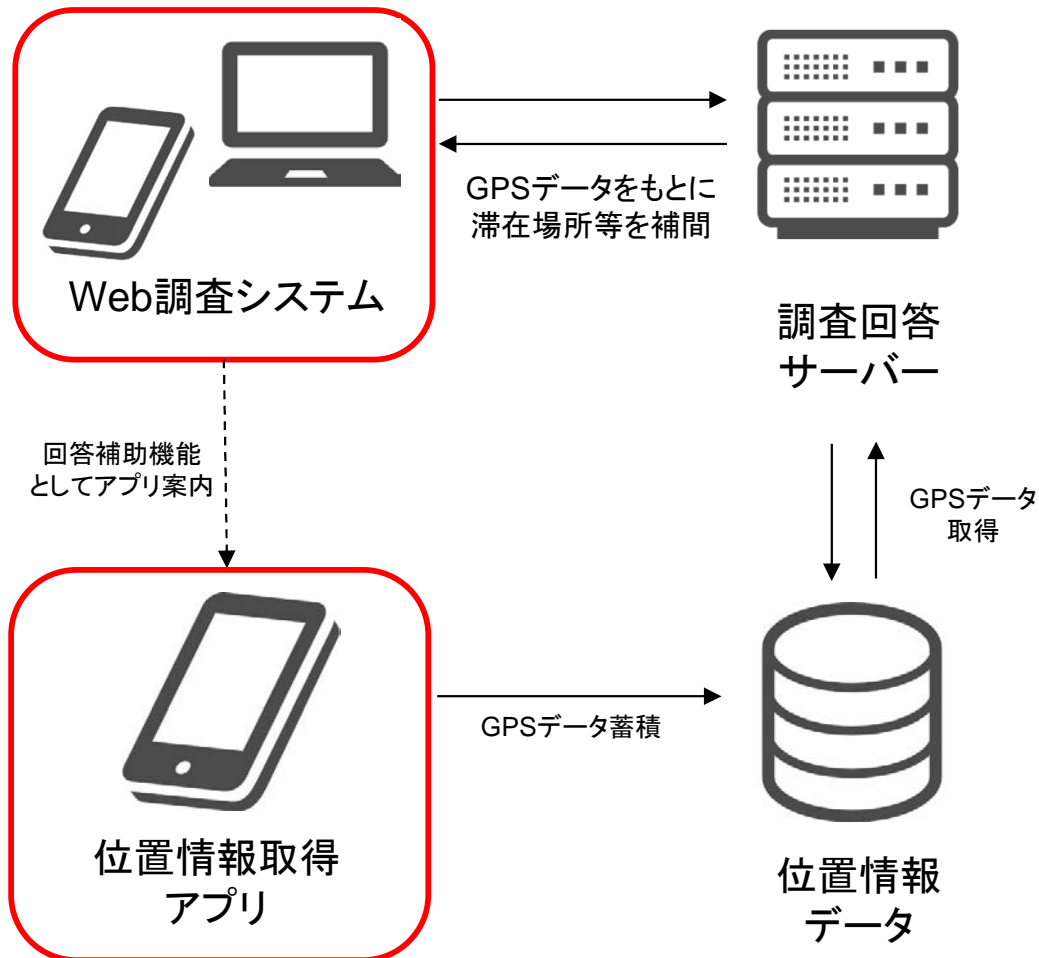 GPSデータをもとに
滞在場所等を補間
Web調査システム
調査回答
サーバー
回答補助機能
としてアプリ案内
GPSデータ
取得
GPSデータ蓄積
位置情報取得
アプリ
位置情報
データ